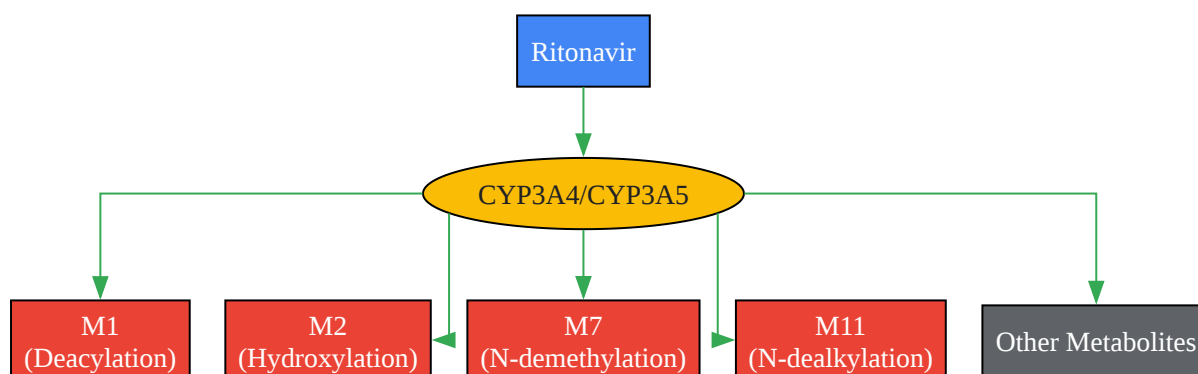 Ritonavir
CYP3A4/CYP3A5
M1
(Deacylation)
M2
(Hydroxylation)
M7
(N-demethylation)
M11
(N-dealkylation)
Other Metabolites